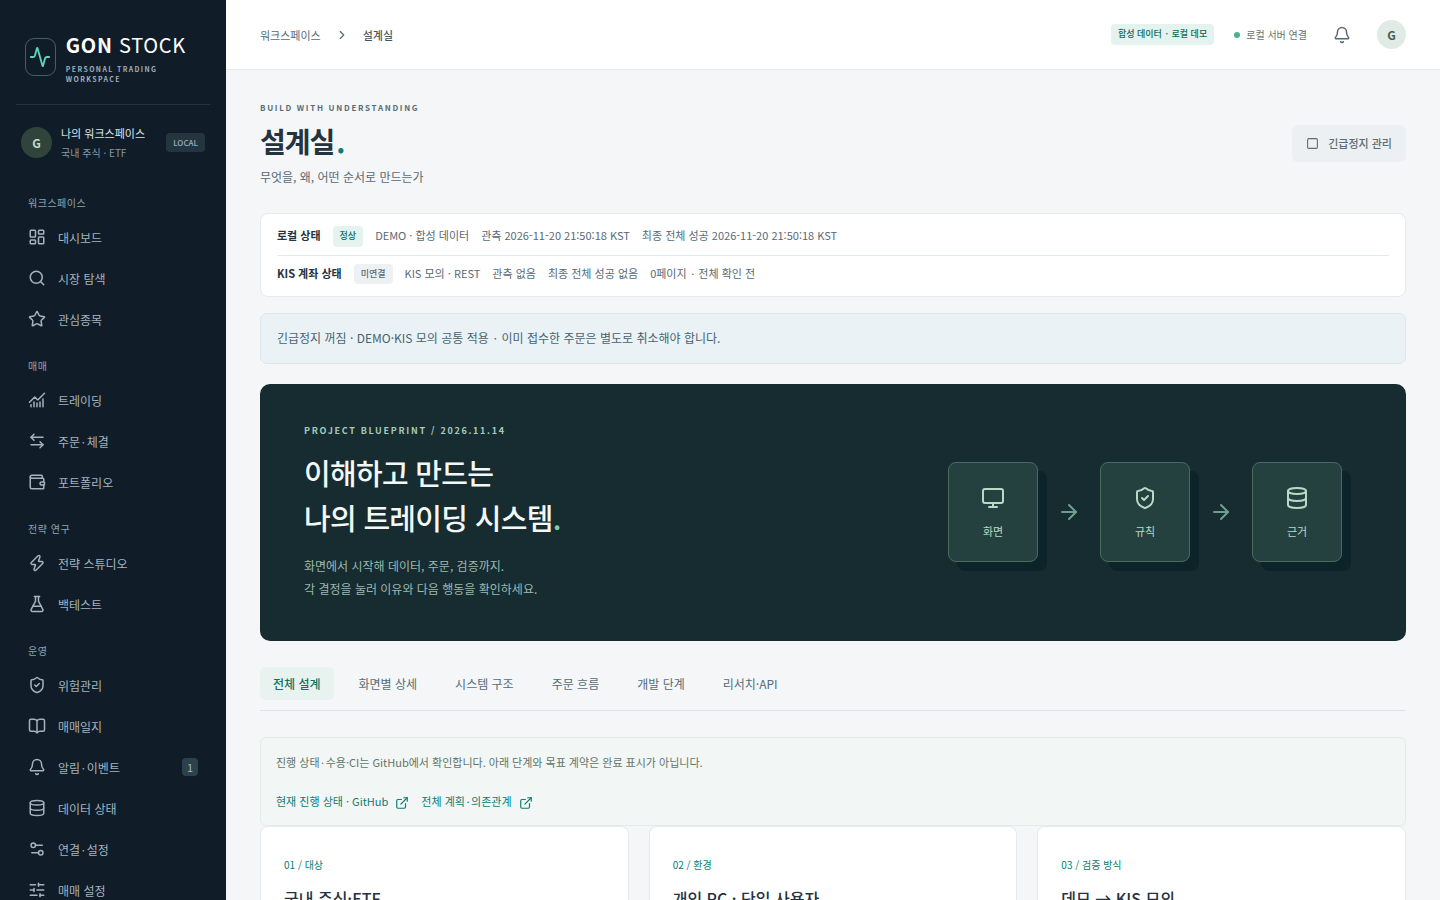 GON STOCK
PERSONAL TRADING
WORKSPACE
G
나의 워크스페이스
국내 주식 · ETF
LOCAL
워크스페이스
대시보드
시장 탐색
관심종목
매매
트레이딩
주문·체결
포트폴리오
전략 연구
전략 스튜디오
백테스트
운영
위험관리
매매일지
알림·이벤트
1
데이터 상태
연결·설정
매매 설정
워크스페이스 > 설계실
합성 데이터 · 로컬 데모
로컬 서버 연결
G
BUILD WITH UNDERSTANDING
설계실.
무엇을, 왜, 어떤 순서로 만드는가
긴급정지 관리
로컬 상태 정상 DEMO · 합성 데이터 관측 2026-11-20 21:50:18 KST 최종 전체 성공 2026-11-20 21:50:18 KST
KIS 계좌 상태 미연결 KIS 모의 · REST 관측 없음 최종 전체 성공 없음 0페이지 · 전체 확인 전
긴급정지 꺼짐 · DEMO·KIS 모의 공통 적용 · 이미 접수한 주문은 별도로 취소해야 합니다.
PROJECT BLUEPRINT / 2026.11.14
이해하고 만드는
나의 트레이딩 시스템.
화면에서 시작해 데이터, 주문, 검증까지.
각 결정을 눌러 이유와 다음 행동을 확인하세요.
화면
규칙
근거
전체 설계
화면별 상세
시스템 구조
주문 흐름
개발 단계
리서치·API
진행 상태·수용·CI는 GitHub에서 확인합니다. 아래 단계와 목표 계약은 완료 표시가 아닙니다.
현재 진행 상태 · GitHub
전체 계획·의존관계
01 / 대상
국내 주식·ETF
02 / 환경
개인 PC · 단일 사용자
03 / 검증 방식
데모 → KIS 모의